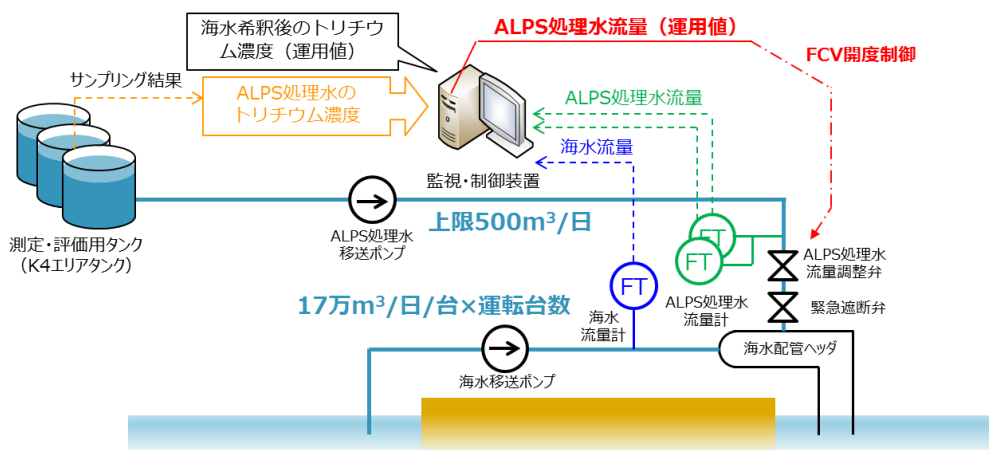 海水希釈後のトリチウ
ム濃度（運用値）
ALPS処理水流量（運用値）
FCV開度制御
サンプリング結果
ALPS処理水の
トリチウム濃度
ALPS処理水流量
海水流量
監視・制御装置
上限500m³/日
ALPS処理水
移送ポンプ
測定・評価用タンク
（K4エリアタンク）
FT
FT
FT
ALPS処理水
流量調整弁
緊急遮断弁
海水
流量計
ALPS処理水
流量計
17万m³/日/台×運転台数
海水移送ポンプ
海水配管ヘッダ